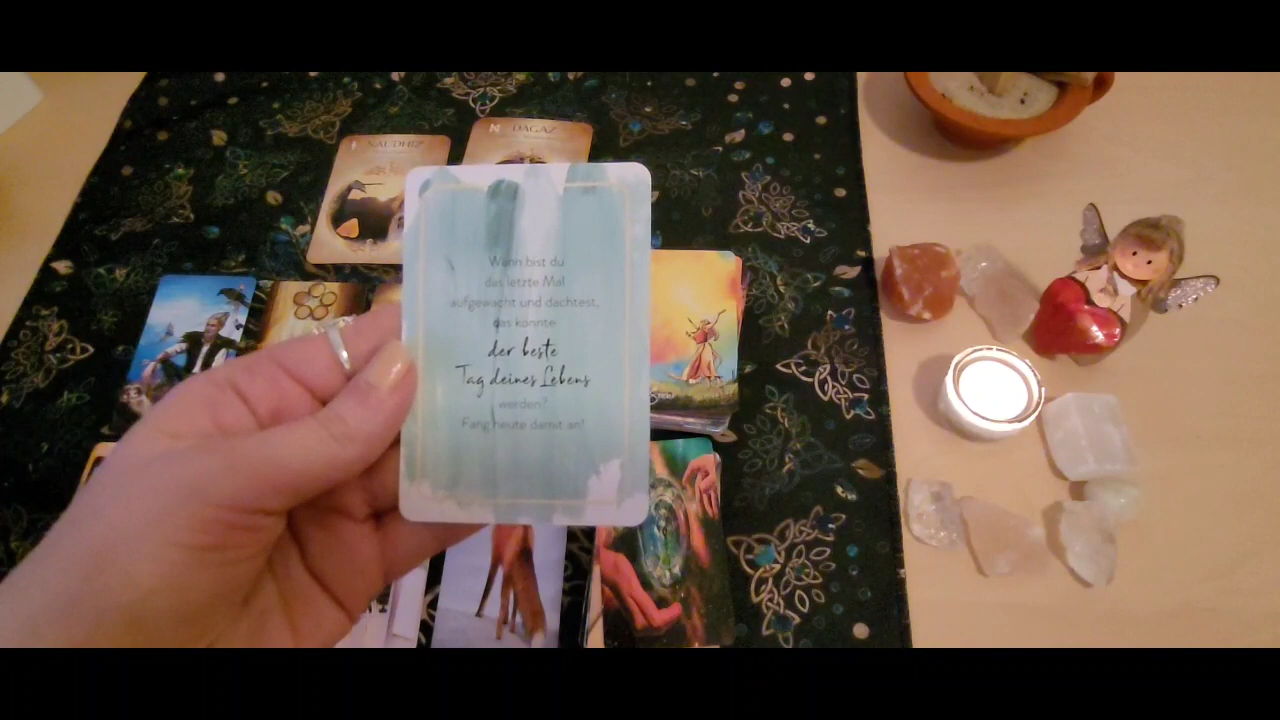 NAUDHIZ
DAGAZ
Wann bist du
das letzte Mal
aufgewacht und dachtest,
das könnte
der beste
Tag deines Lebens
werden?
Fang heute damit an!